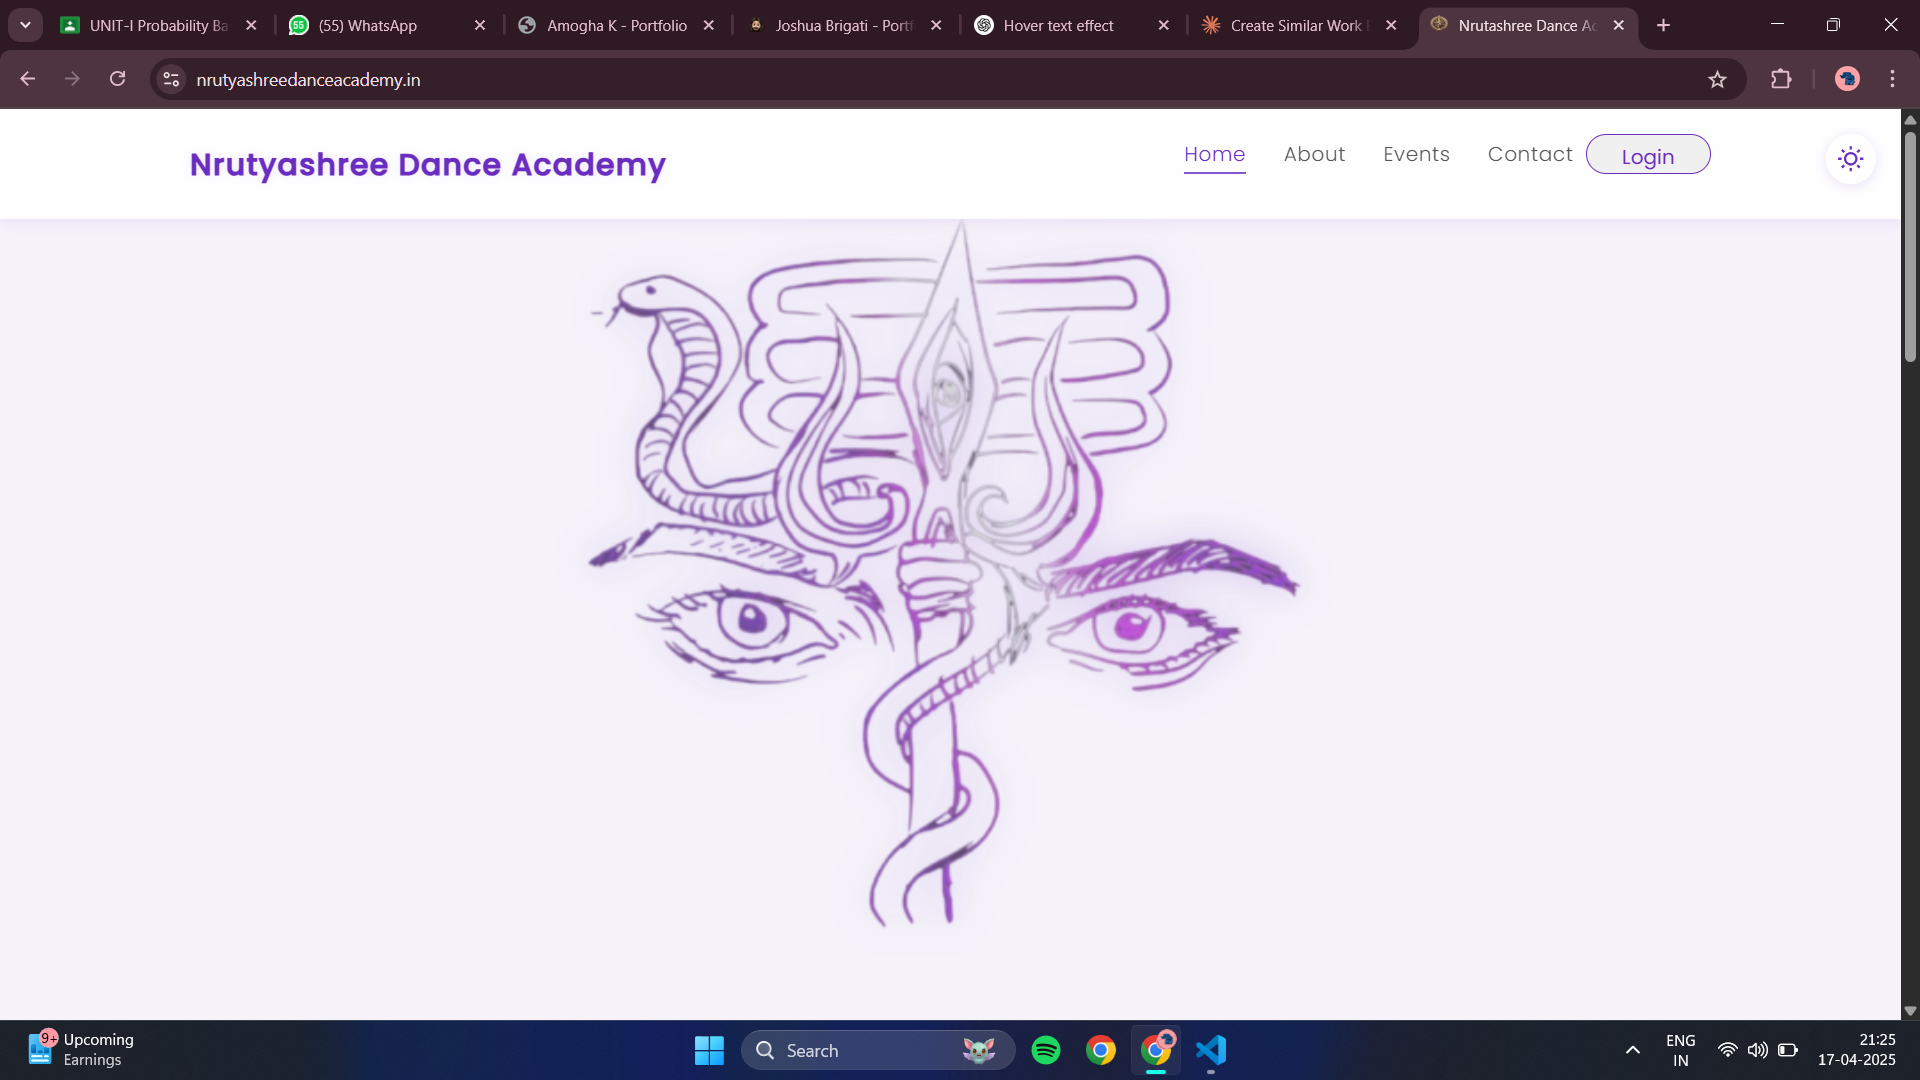 UNIT-I Probability Ba
(55) WhatsApp
Amogha K - Portfolio
Joshua Brigati - Portf
Hover text effect
Create Similar Work
Nrutashree Dance Ac
nrutyashreedanceacademy.in
Nrutyashree Dance Academy
Home
About
Events
Contact
Login
9+
Upcoming
Earnings
Search
ENG
IN
21:25
17-04-2025